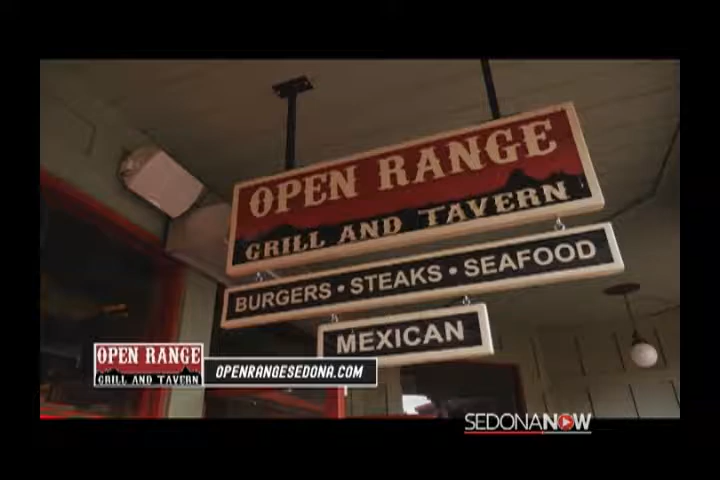 OPEN RANGE
GRILL AND TAVERN
BURGERS • STEAKS • SEAFOOD
MEXICAN
OPEN RANGE
GRILL AND TAVERN
OPENRANGESEDONA.COM
SEDONANOW